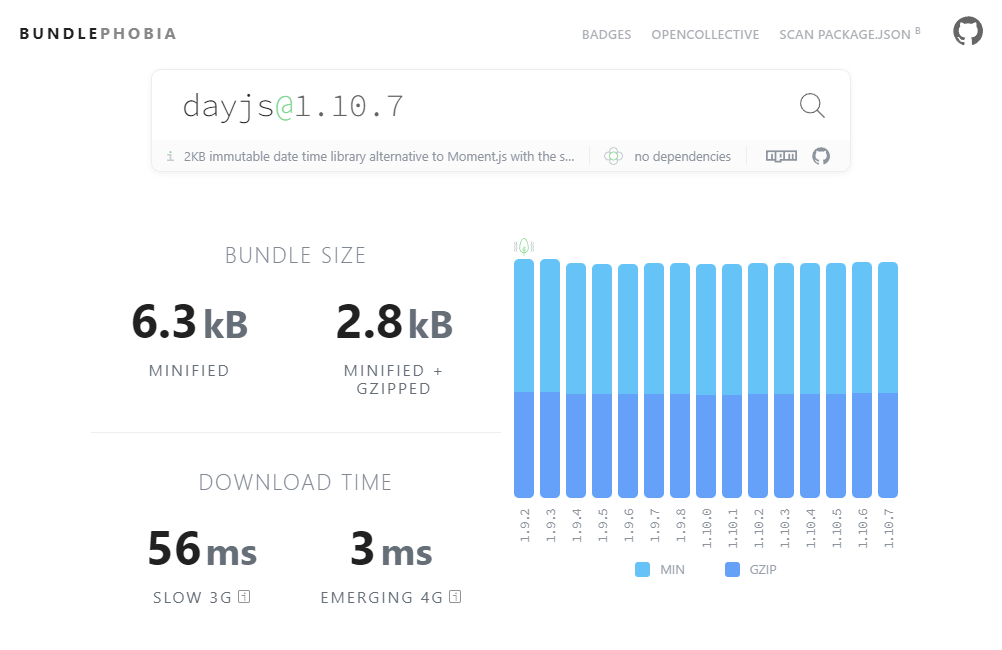 BUNDLEPHOBIA
BADGES OPENCOLLECTIVE SCAN PACKAGE.JSON B
dayjs@1.10.7
i 2KB immutable date time library alternative to Moment.js with the s... no dependencies npm
BUNDLE SIZE
6.3 kB 2.8 kB
MINIFIED MINIFIED +
GZIPPED
DOWNLOAD TIME
56 ms 3 ms
SLOW 3G i EMERGING 4G i
1.9.2 1.9.3 1.9.4 1.9.5 1.9.6 1.9.7 1.9.8 1.10.0 1.10.1 1.10.2 1.10.3 1.10.4 1.10.5 1.10.6 1.10.7
MIN GZIP